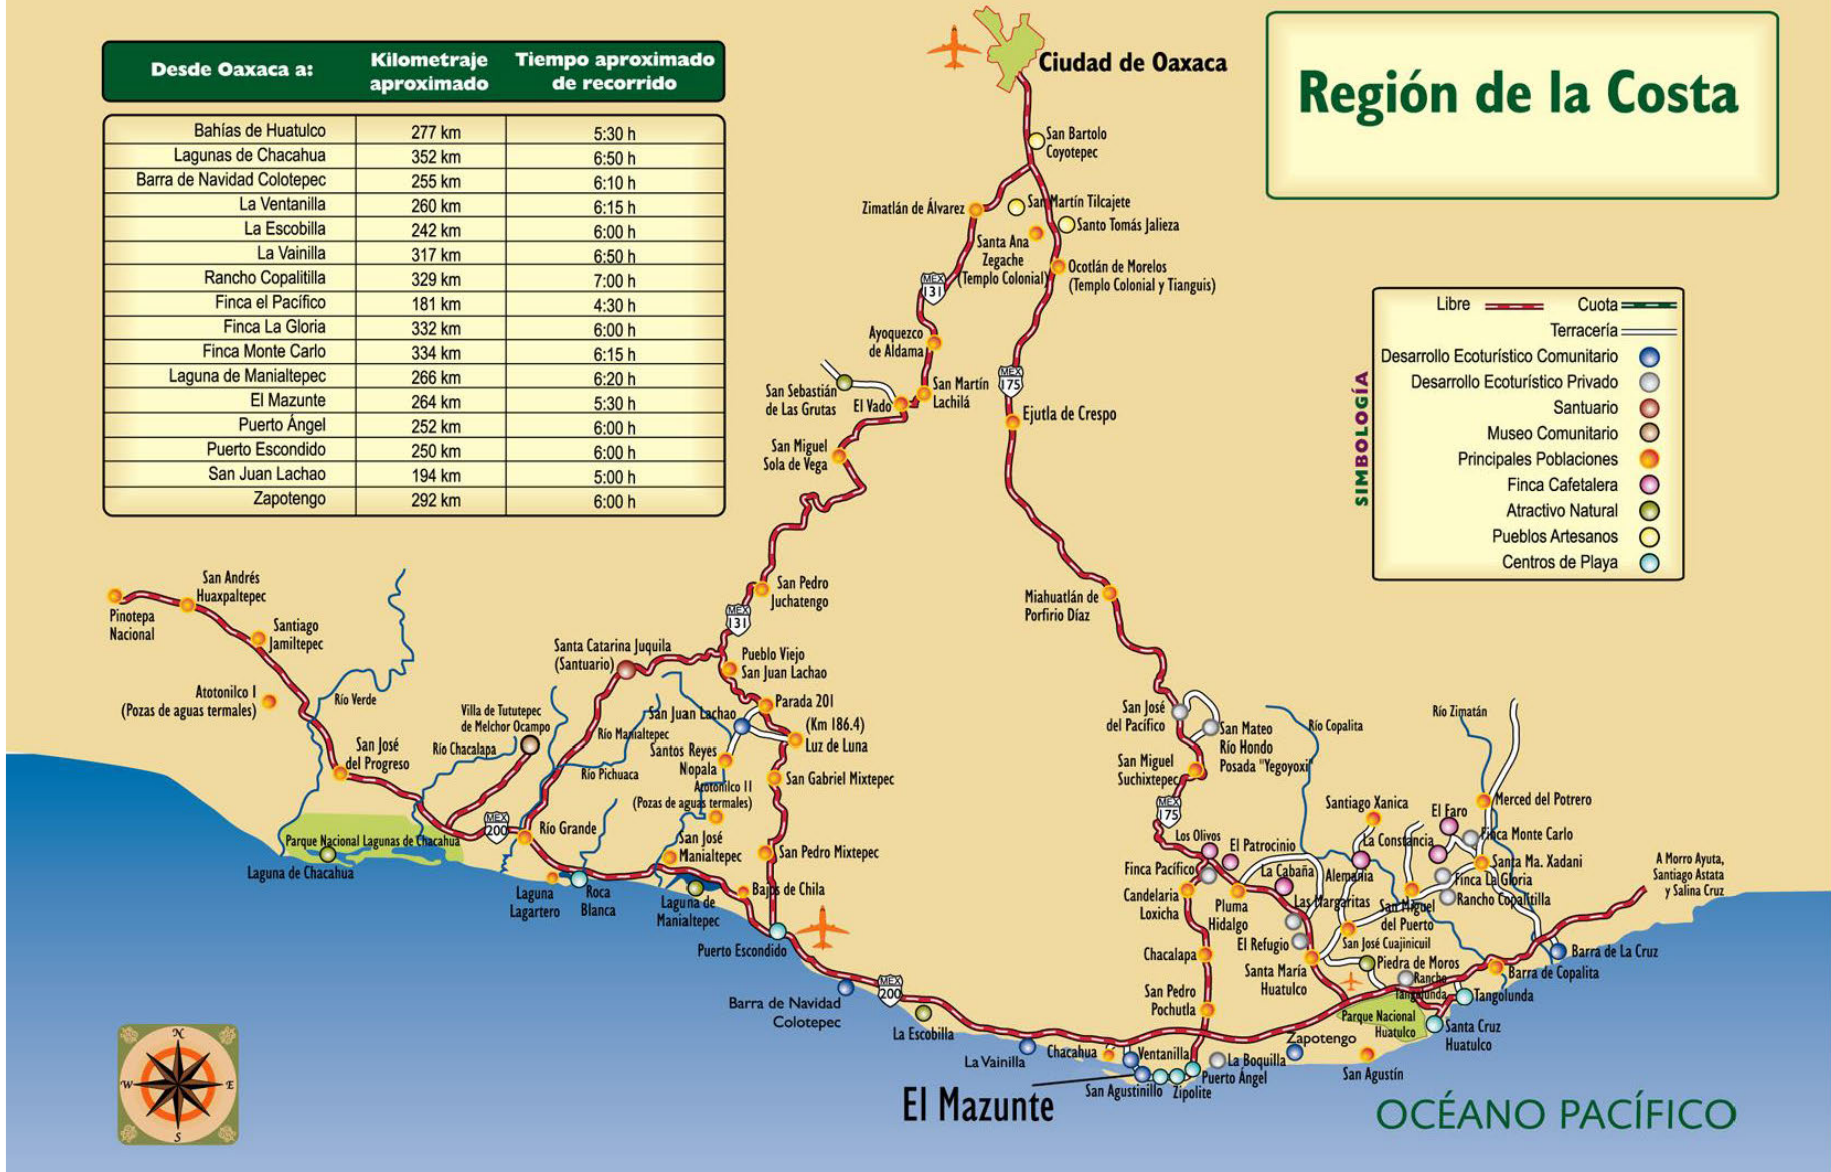 Región de la Costa
Desde Oaxaca a:
Kilometraje
aproximado
Tiempo aproximado
de recorrido
Bahías de Huatulco 277 km 5:30 h
Lagunas de Chacahua 352 km 6:50 h
Barra de Navidad Colotepec 255 km 6:10 h
La Ventanilla 260 km 6:15 h
La Escobilla 242 km 6:00 h
La Vainilla 317 km 6:50 h
Rancho Copalitilla 329 km 7:00 h
Finca el Pacífico 181 km 4:30 h
Finca La Gloria 332 km 6:00 h
Finca Monte Carlo 334 km 6:15 h
Laguna de Manialtepec 266 km 6:20 h
El Mazunte 264 km 5:30 h
Puerto Ángel 252 km 6:00 h
Puerto Escondido 250 km 6:00 h
San Juan Lachao 194 km 5:00 h
Zapotengo 292 km 6:00 h
SIMBOLOGÍA
Libre
Cuota
Terracería
Desarrollo Ecoturístico Comunitario
Desarrollo Ecoturístico Privado
Santuario
Museo Comunitario
Principales Poblaciones
Finca Cafetalera
Atractivo Natural
Pueblos Artesanos
Centros de Playa
Ciudad de Oaxaca
San Bartolo
Coyotepec
Zimatlán de Álvarez
San Martín Tilcajete
Santo Tomás Jalieza
Santa Ana
Zegache
(Templo Colonial)
Ocotlán de Morelos
(Templo Colonial y Tianguis)
MEX
131
Ayoquezco
de Aldama
MEX
175
San Sebastián
de Las Grutas
El Vado
San Martín
Lachilá
Ejutla de Crespo
San Miguel
Sola de Vega
San Pedro
Juchatengo
MEX
131
Miahuatlán de
Porfirio Díaz
San Andrés
Huaxpaltepec
Pinotepa
Nacional
Santiago
Jamiltepec
Atotonilco I
(Pozas de aguas termales)
Río Verde
Santa Catarina Juquila
(Santuario)
Pueblo Viejo
San Juan Lachao
Parada 201
(Km 186.4)
Luz de Luna
San Juan Lachao
Villa de Tututepec
de Melchor Ocampo
Río Chacalapa
Río Manialtepec
Río Pichuaca
Santos Reyes
Nopala
Atotonilco II
(Pozas de aguas termales)
San Gabriel Mixtepec
San José
del Progreso
MEX
200
Río Grande
San José
Manialtepec
San Pedro Mixtepec
Parque Nacional Lagunas de Chacahua
Laguna de Chacahua
Laguna
Lagartero
Roca
Blanca
Laguna de
Manialtepec
Bajos de Chila
Puerto Escondido
Barra de Navidad
Colotepec
MEX
200
La Escobilla
La Vainilla
Chacahua
Ventanilla
San Agustinillo
Zipolite
Puerto Ángel
La Boquilla
Zapotengo
San Agustín
El Mazunte
San José
del Pacífico
San Mateo
Río Hondo
Posada "Yegoyoxi"
San Miguel
Suchixtepec
MEX
175
Río Copalita
Río Zimatán
Los Olivos
El Patrocinio
Finca Pacífico
Candelaria
Loxicha
Pluma
Hidalgo
La Cabaña
Alemania
Las Margaritas
El Refugio
Santa María
Huatulco
Chacalapa
San Pedro
Pochutla
Santiago Xanica
La Constancia
El Faro
Merced del Potrero
Finca Monte Carlo
Santa Ma. Xadani
Finca La Gloria
Rancho Copalitilla
San Miguel
del Puerto
San José Cuajinicuil
Piedra de Moros
Rancho
Tangolunda
Parque Nacional
Huatulco
Tangolunda
Santa Cruz
Huatulco
Barra de Copalita
Barra de La Cruz
A Morro Ayuta,
Santiago Astata
y Salina Cruz
OCÉANO PACÍFICO
N
W
E
S